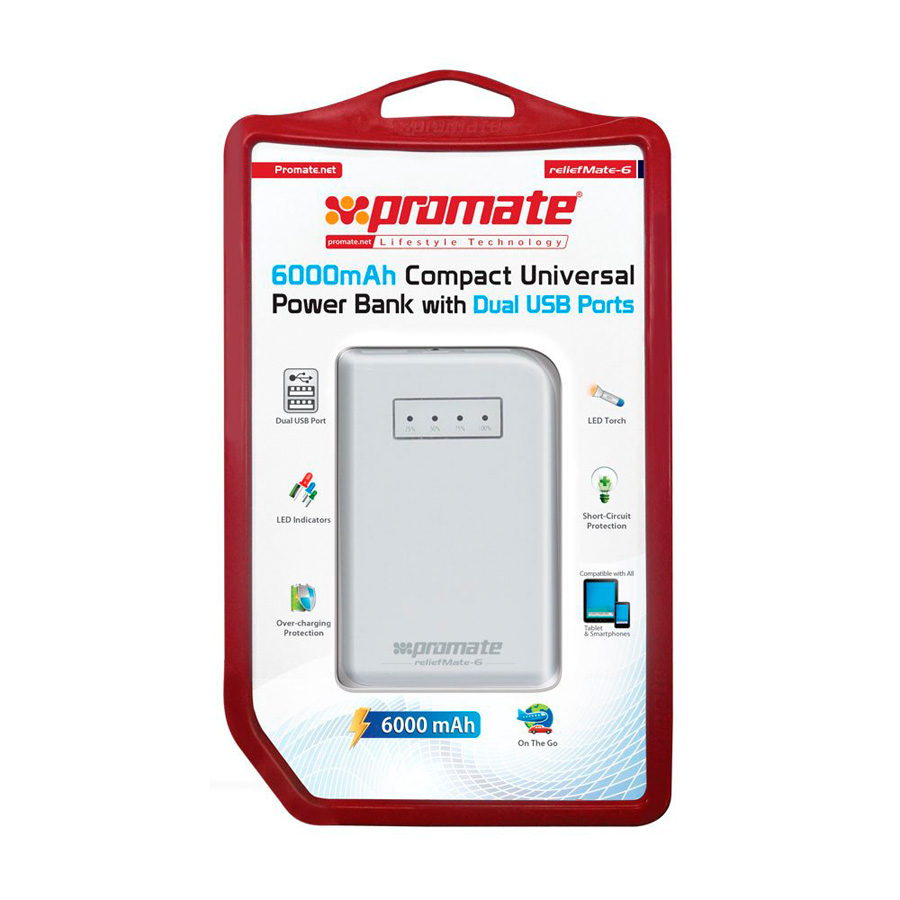 promate
Promate.net
reliefMate-6
promate®
promate.net Lifestyle Technology
6000mAh Compact Universal
Power Bank with Dual USB Ports
25% 50% 75% 100%
Dual USB Port
LED Torch
LED Indicators
Short-Circuit
Protection
Over-charging
Protection
Compatible with All
Tablet
& Smartphones
promate
reliefMate-6
6000 mAh
On The Go